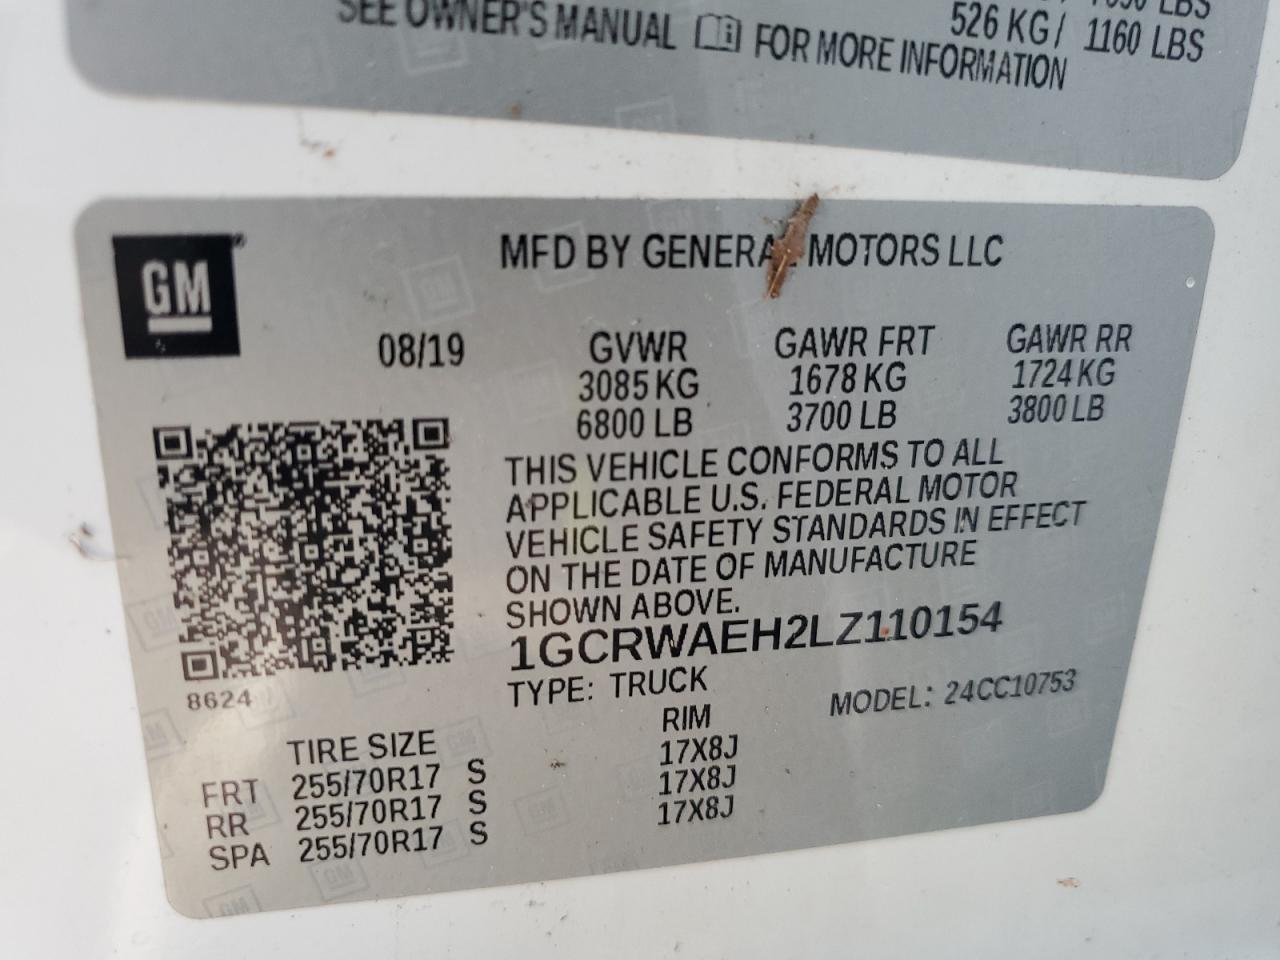 526 KG / 1160 LBS
SEE OWNER'S MANUAL FOR MORE INFORMATION
GM
MFD BY GENERAL MOTORS LLC
08/19 GVWR GAWR FRT GAWR RR
3085 KG 1678 KG 1724 KG
6800 LB 3700 LB 3800 LB
THIS VEHICLE CONFORMS TO ALL
APPLICABLE U.S. FEDERAL MOTOR
VEHICLE SAFETY STANDARDS IN EFFECT
ON THE DATE OF MANUFACTURE
SHOWN ABOVE.
1GCRWAEH2LZ110154
8624
TYPE: TRUCK MODEL: 24CC10753
TIRE SIZE RIM
FRT 255/70R17 S 17X8J
RR 255/70R17 S 17X8J
SPA 255/70R17 S 17X8J